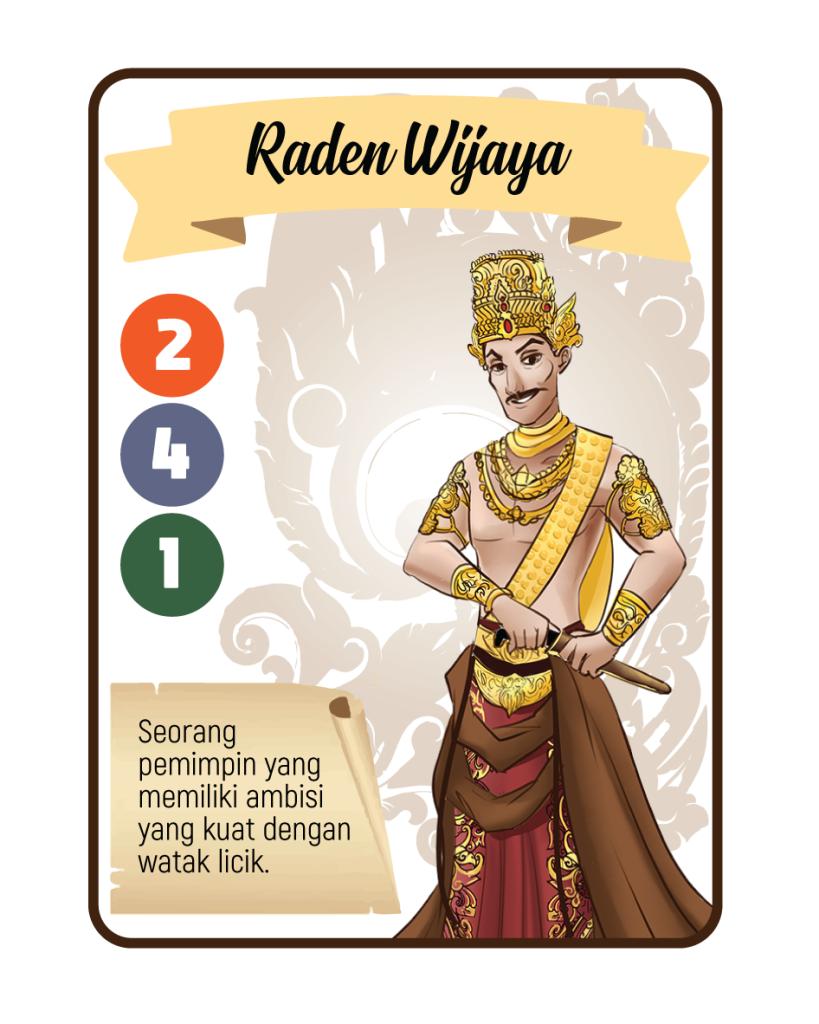 Raden Wijaya
2
4
1
Seorang
pemimpin yang
memiliki ambisi
yang kuat dengan
watak licik.